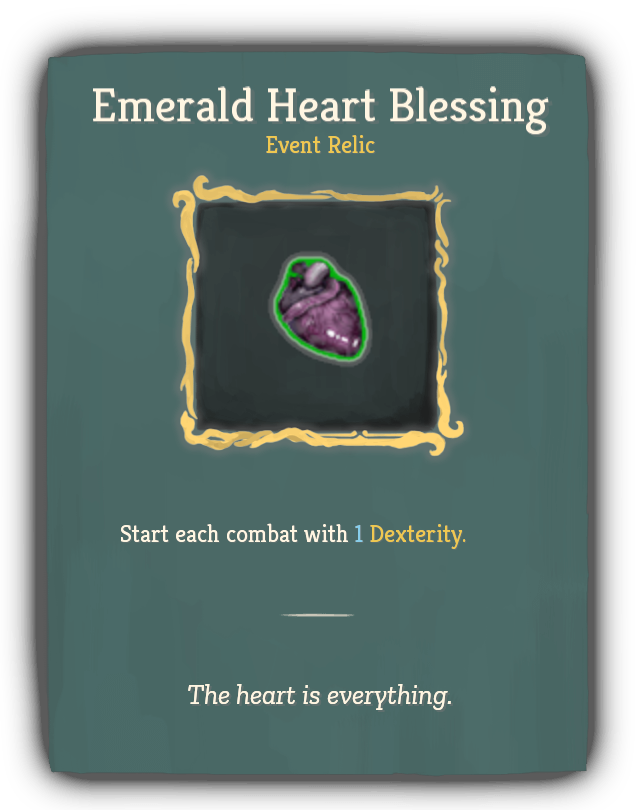 Emerald Heart Blessing
Event Relic
Start each combat with 1 Dexterity.
The heart is everything.